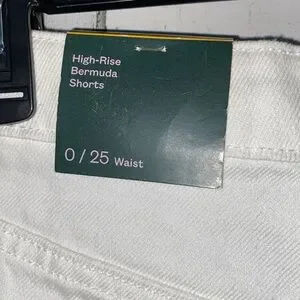 High-Rise
Bermuda
Shorts
0 / 25 Waist